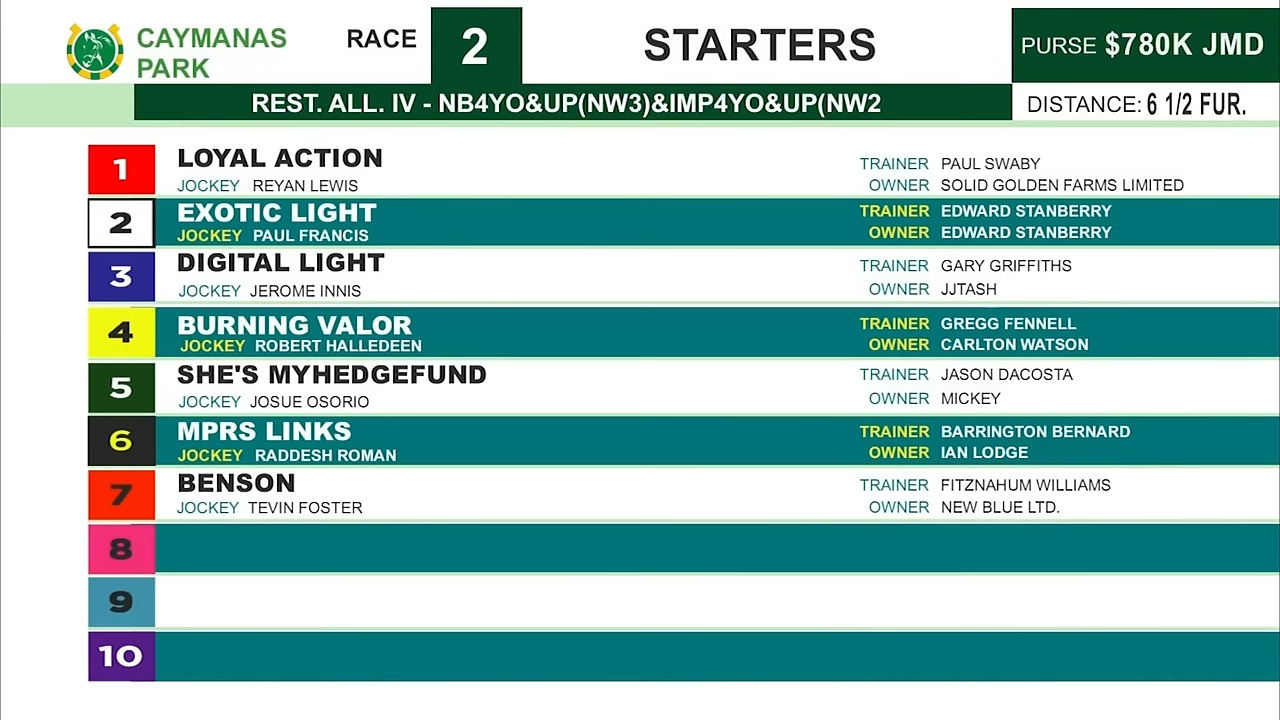 CAYMANAS PARK
RACE 2
STARTERS
PURSE $780K JMD
REST. ALL. IV - NB4YO&UP(NW3)&IMP4YO&UP(NW2
DISTANCE: 6 1/2 FUR.
1 LOYAL ACTION
JOCKEY REYAN LEWIS
TRAINER PAUL SWABY
OWNER SOLID GOLDEN FARMS LIMITED
2 EXOTIC LIGHT
JOCKEY PAUL FRANCIS
TRAINER EDWARD STANBERRY
OWNER EDWARD STANBERRY
3 DIGITAL LIGHT
JOCKEY JEROME INNIS
TRAINER GARY GRIFFITHS
OWNER JJTASH
4 BURNING VALOR
JOCKEY ROBERT HALLEDEEN
TRAINER GREGG FENNELL
OWNER CARLTON WATSON
5 SHE'S MYHEDGEFUND
JOCKEY JOSUE OSORIO
TRAINER JASON DACOSTA
OWNER MICKEY
6 MPRS LINKS
JOCKEY RADDESH ROMAN
TRAINER BARRINGTON BERNARD
OWNER IAN LODGE
7 BENSON
JOCKEY TEVIN FOSTER
TRAINER FITZNAHUM WILLIAMS
OWNER NEW BLUE LTD.
8
9
10